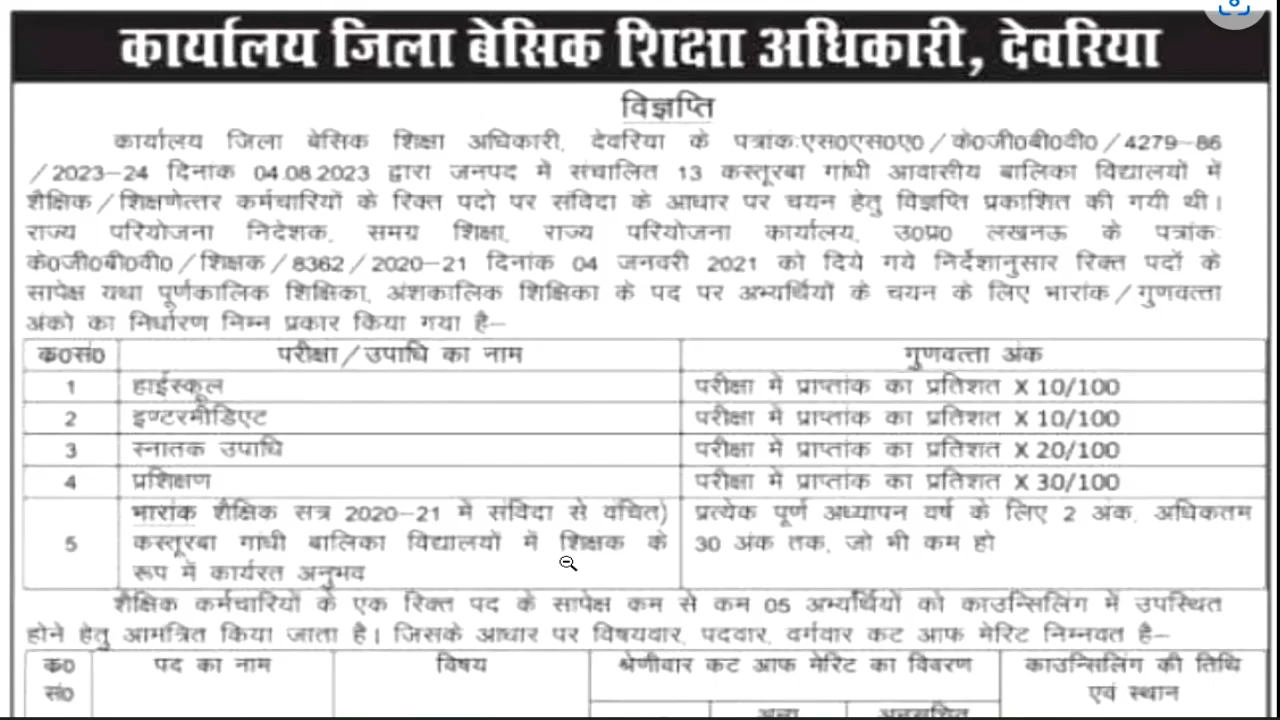 कार्यालय जिला बेसिक शिक्षा अधिकारी, देवरिया
विज्ञप्ति
कार्यालय जिला बेसिक शिक्षा अधिकारी, देवरिया के पत्रांक:एस0एस0ए0/के0जी0बी0वी0/4279-86
/2023-24 दिनांक 04.08.2023 द्वारा जनपद में संचालित 13 कस्तूरबा गांधी आवासीय बालिका विद्यालयों में
शैक्षिक/शिक्षणेत्तर कर्मचारियों के रिक्त पदो पर संविदा के आधार पर चयन हेतु विज्ञप्ति प्रकाशित की गयी थी।
राज्य परियोजना निदेशक, समग्र शिक्षा, राज्य परियोजना कार्यालय, उ0प्र0 लखनऊ के पत्रांक:
के0जी0बी0वी0/शिक्षक/8362/2020-21 दिनांक 04 जनवरी 2021 को दिये गये निर्देशानुसार रिक्त पदों के
सापेक्ष यथा पूर्णकालिक शिक्षिका, अंशकालिक शिक्षिका के पद पर अभ्यर्थियों के चयन के लिए भारांक/गुणवत्ता
अंको का निर्धारण निम्न प्रकार किया गया है-
क0सं0 परीक्षा/उपाधि का नाम गुणवत्ता अंक
1 हाईस्कूल परीक्षा में प्राप्तांक का प्रतिशत X 10/100
2 इण्टरमीडिएट परीक्षा में प्राप्तांक का प्रतिशत X 10/100
3 स्नातक उपाधि परीक्षा में प्राप्तांक का प्रतिशत X 20/100
4 प्रशिक्षण परीक्षा में प्राप्तांक का प्रतिशत X 30/100
भारांक शैक्षिक सत्र 2020-21 में संविदा से वंचित) प्रत्येक पूर्ण अध्यापन वर्ष के लिए 2 अंक, अधिकतम
5 कस्तूरबा गांधी बालिका विद्यालयों में शिक्षक के 30 अंक तक, जो भी कम हो
रूप में कार्यरत अनुभव
शैक्षिक कर्मचारियों के एक रिक्त पद के सापेक्ष कम से कम 05 अभ्यर्थियों को काउन्सिलिंग में उपस्थित
होने हेतु आमंत्रित किया जाता है। जिसके आधार पर विषयवार, पदवार, वर्गवार कट आफ मेरिट निम्नवत है-
क0 पद का नाम विषय श्रेणीवार कट आफ मेरिट का विवरण काउन्सिलिंग की तिथि
सं0 एवं स्थान